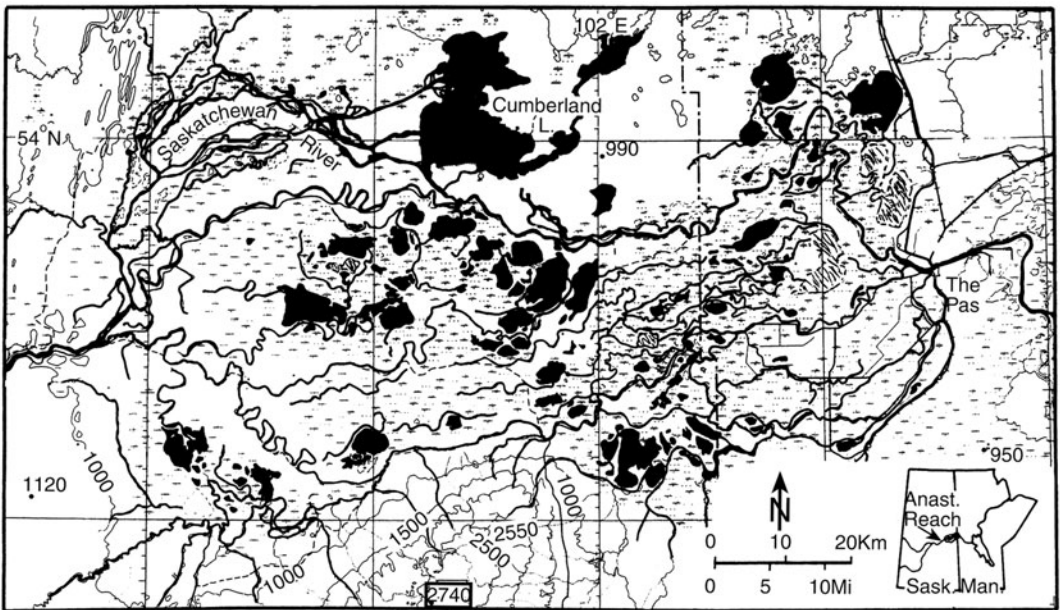 102 E
Cumberland
L.
54° N
Saskatchewan
River
990
The
Pas
1120
1000
950
1000
1500
2550
2500
1000
2740
N
0 10 20Km
0 5 10Mi
Anast.
Reach
Sask. Man.